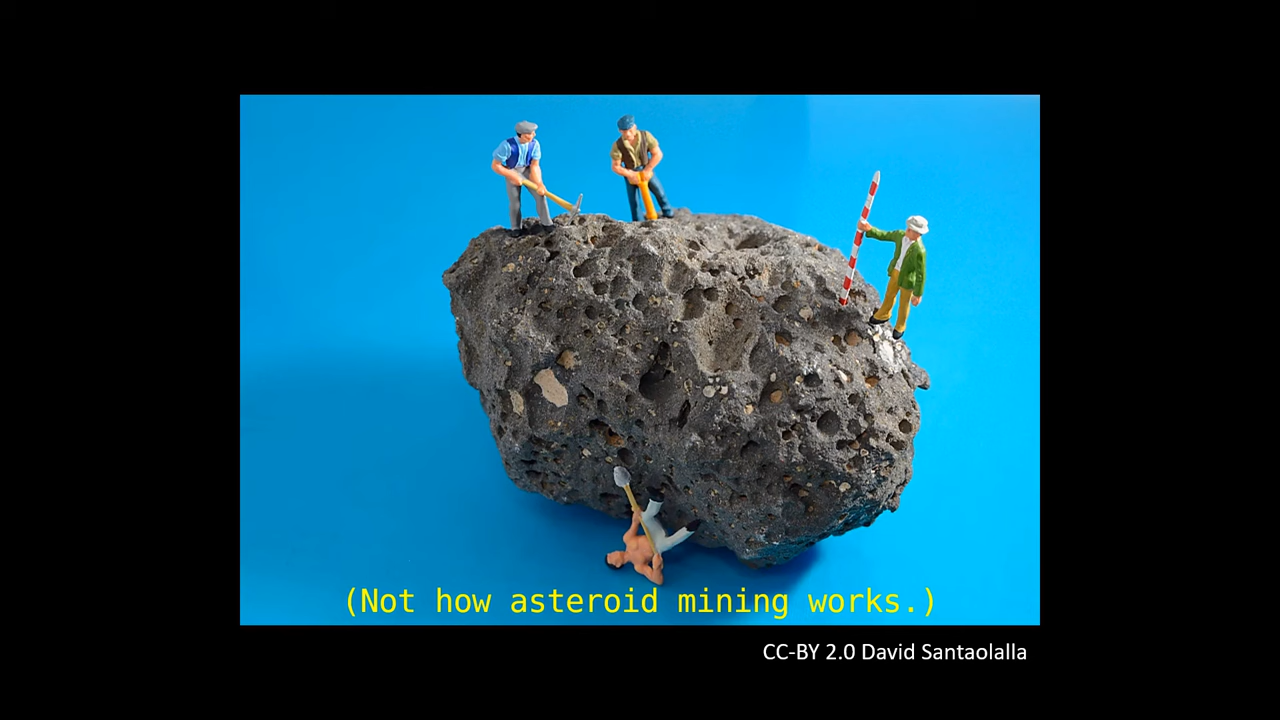 (Not how asteroid mining works.)
CC-BY 2.0 David Santaolalla